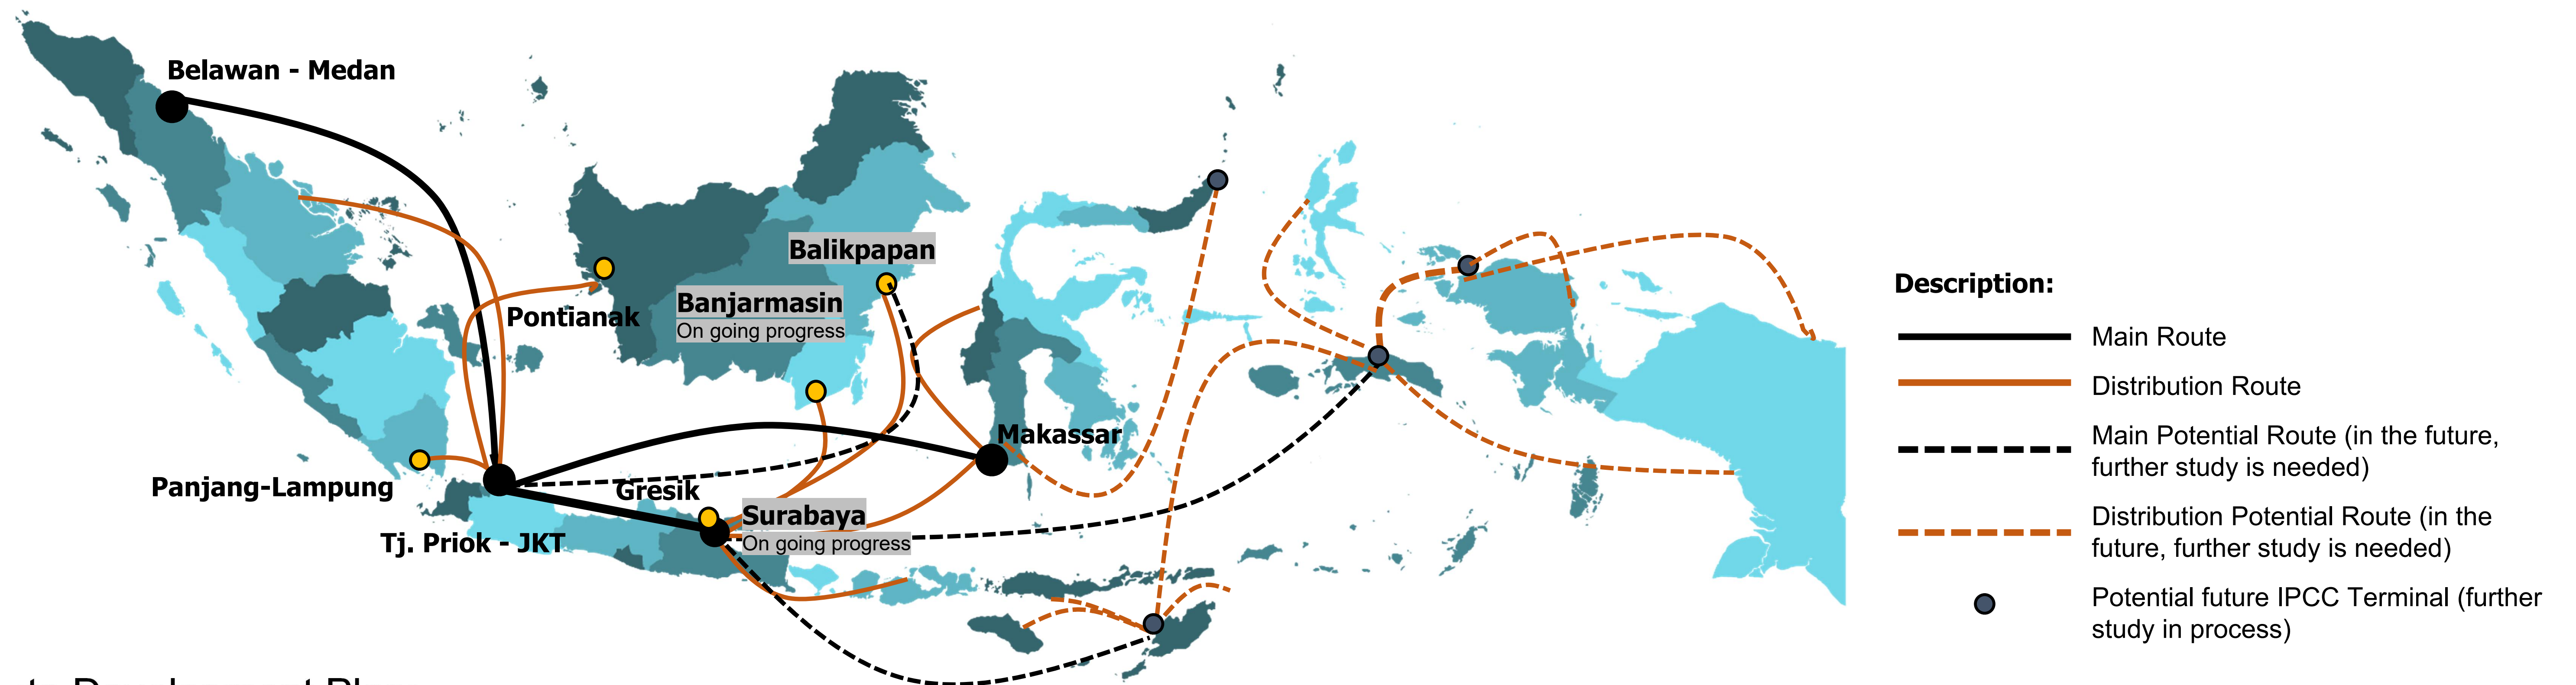 Belawan - Medan
Balikpapan
Banjarmasin
On going progress
Pontianak
Makassar
Panjang-Lampung
Gresik
Surabaya
On going progress
Tj. Priok - JKT
Description:
Main Route
Distribution Route
Main Potential Route (in the future,
further study is needed)
Distribution Potential Route (in the
future, further study is needed)
Potential future IPCC Terminal (further
study in process)